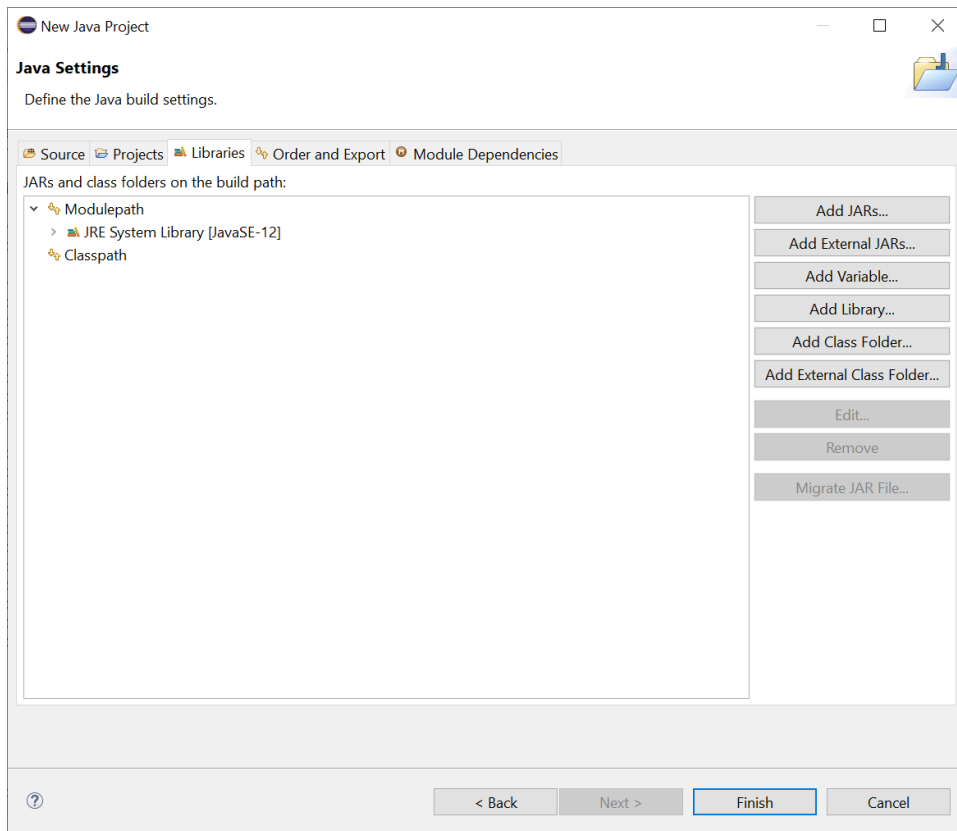 New Java Project
Java Settings
Define the Java build settings.
Source Projects Libraries Order and Export Module Dependencies
JARs and class folders on the build path:
Modulepath
JRE System Library [JavaSE-12]
Classpath
Add JARs...
Add External JARs...
Add Variable...
Add Library...
Add Class Folder...
Add External Class Folder...
Edit...
Remove
Migrate JAR File...
? < Back Next > Finish Cancel